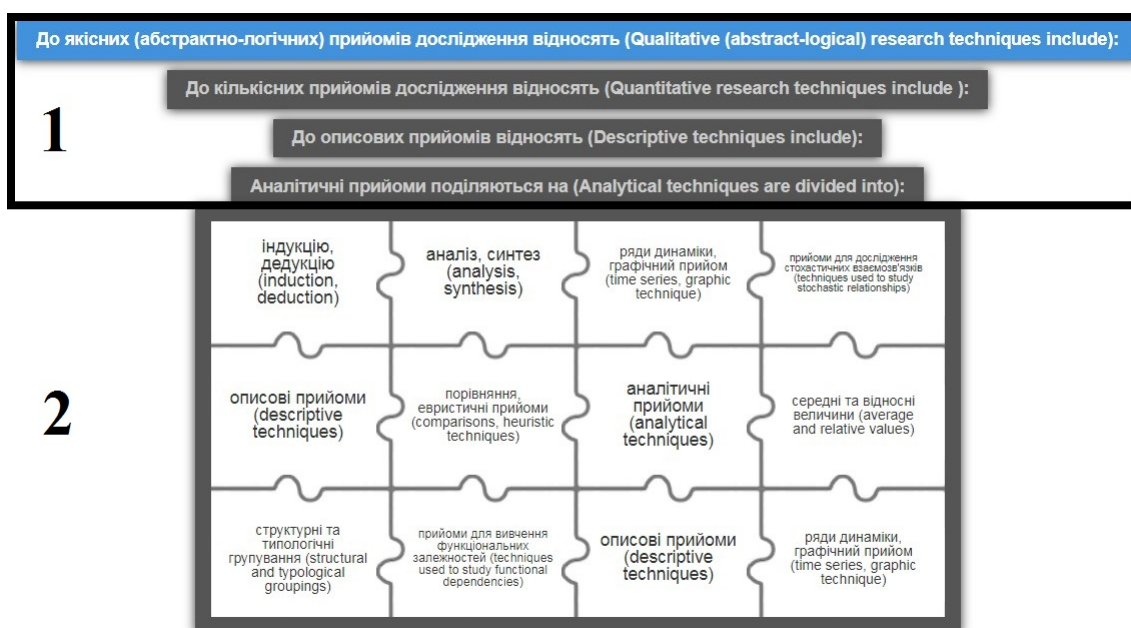 До якісних (абстрактно-логічних) прийомів дослідження відносять (Qualitative (abstract-logical) research techniques include):
До кількісних прийомів дослідження відносять (Quantitative research techniques include ):
1
До описових прийомів відносять (Descriptive techniques include):
Аналітичні прийоми поділяються на (Analytical techniques are divided into):
індукцію,
дедукцію
(induction,
deduction)
аналіз, синтез
(analysis,
synthesis)
ряди динаміки,
графічний прийом
(time series, graphic
technique)
прийоми для дослідження
стохастичних взаємозв'язків
(techniques used to study
stochastic relationships)
2
описові прийоми
(descriptive
techniques)
порівняння,
евристичні прийоми
(comparisons, heuristic
techniques)
аналітичні
прийоми
(analytical
techniques)
середні та відносні
величини (average
and relative values)
структурні та
типологічні
групування (structural
and typological
groupings)
прийоми для вивчення
функціональних
залежностей (techniques
used to study functional
dependencies)
описові прийоми
(descriptive
techniques)
ряди динаміки,
графічний прийом
(time series, graphic
technique)